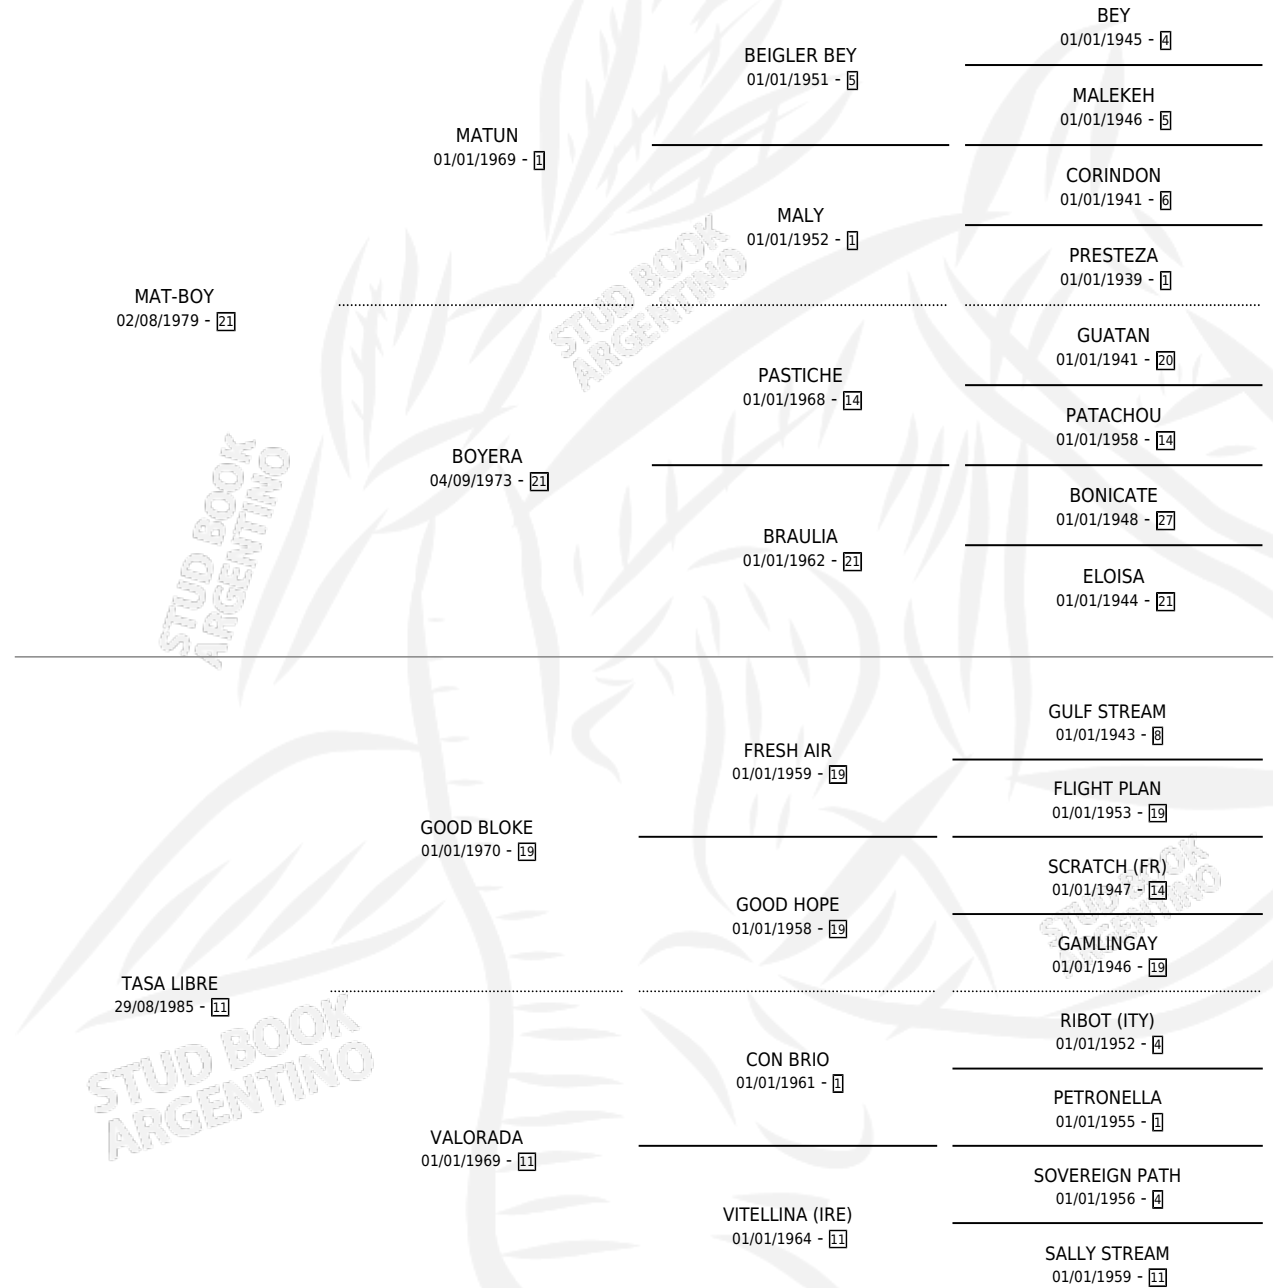 BEY
01/01/1945 - 4
BEIGLER BEY
01/01/1951 - 5
MALEKEH
01/01/1946 - 5
MATUN
01/01/1969 - 1
CORINDON
01/01/1941 - 6
MALY
01/01/1952 - 1
PRESTEZA
01/01/1939 - 1
MAT-BOY
02/08/1979 - 21
GUATAN
01/01/1941 - 20
PASTICHE
01/01/1968 - 14
PATACHOU
01/01/1958 - 14
BOYERA
04/09/1973 - 21
BONICATE
01/01/1948 - 27
BRAULIA
01/01/1962 - 21
ELOISA
01/01/1944 - 21
GULF STREAM
01/01/1943 - 8
FRESH AIR
01/01/1959 - 19
FLIGHT PLAN
01/01/1953 - 19
GOOD BLOKE
01/01/1970 - 19
SCRATCH (FR)
01/01/1947 - 14
GOOD HOPE
01/01/1958 - 19
GAMLINGAY
01/01/1946 - 19
TASA LIBRE
29/08/1985 - 11
RIBOT (ITY)
01/01/1952 - 4
CON BRIO
01/01/1961 - 1
PETRONELLA
01/01/1955 - 1
VALORADA
01/01/1969 - 11
SOVEREIGN PATH
01/01/1956 - 4
VITELLINA (IRE)
01/01/1964 - 11
SALLY STREAM
01/01/1959 - 11
STUD BOOK
ARGENTINO
STUD BOOK
ARGENTINO
STUD BOOK
ARGENTINO
STUD BOOK
ARGENTINO